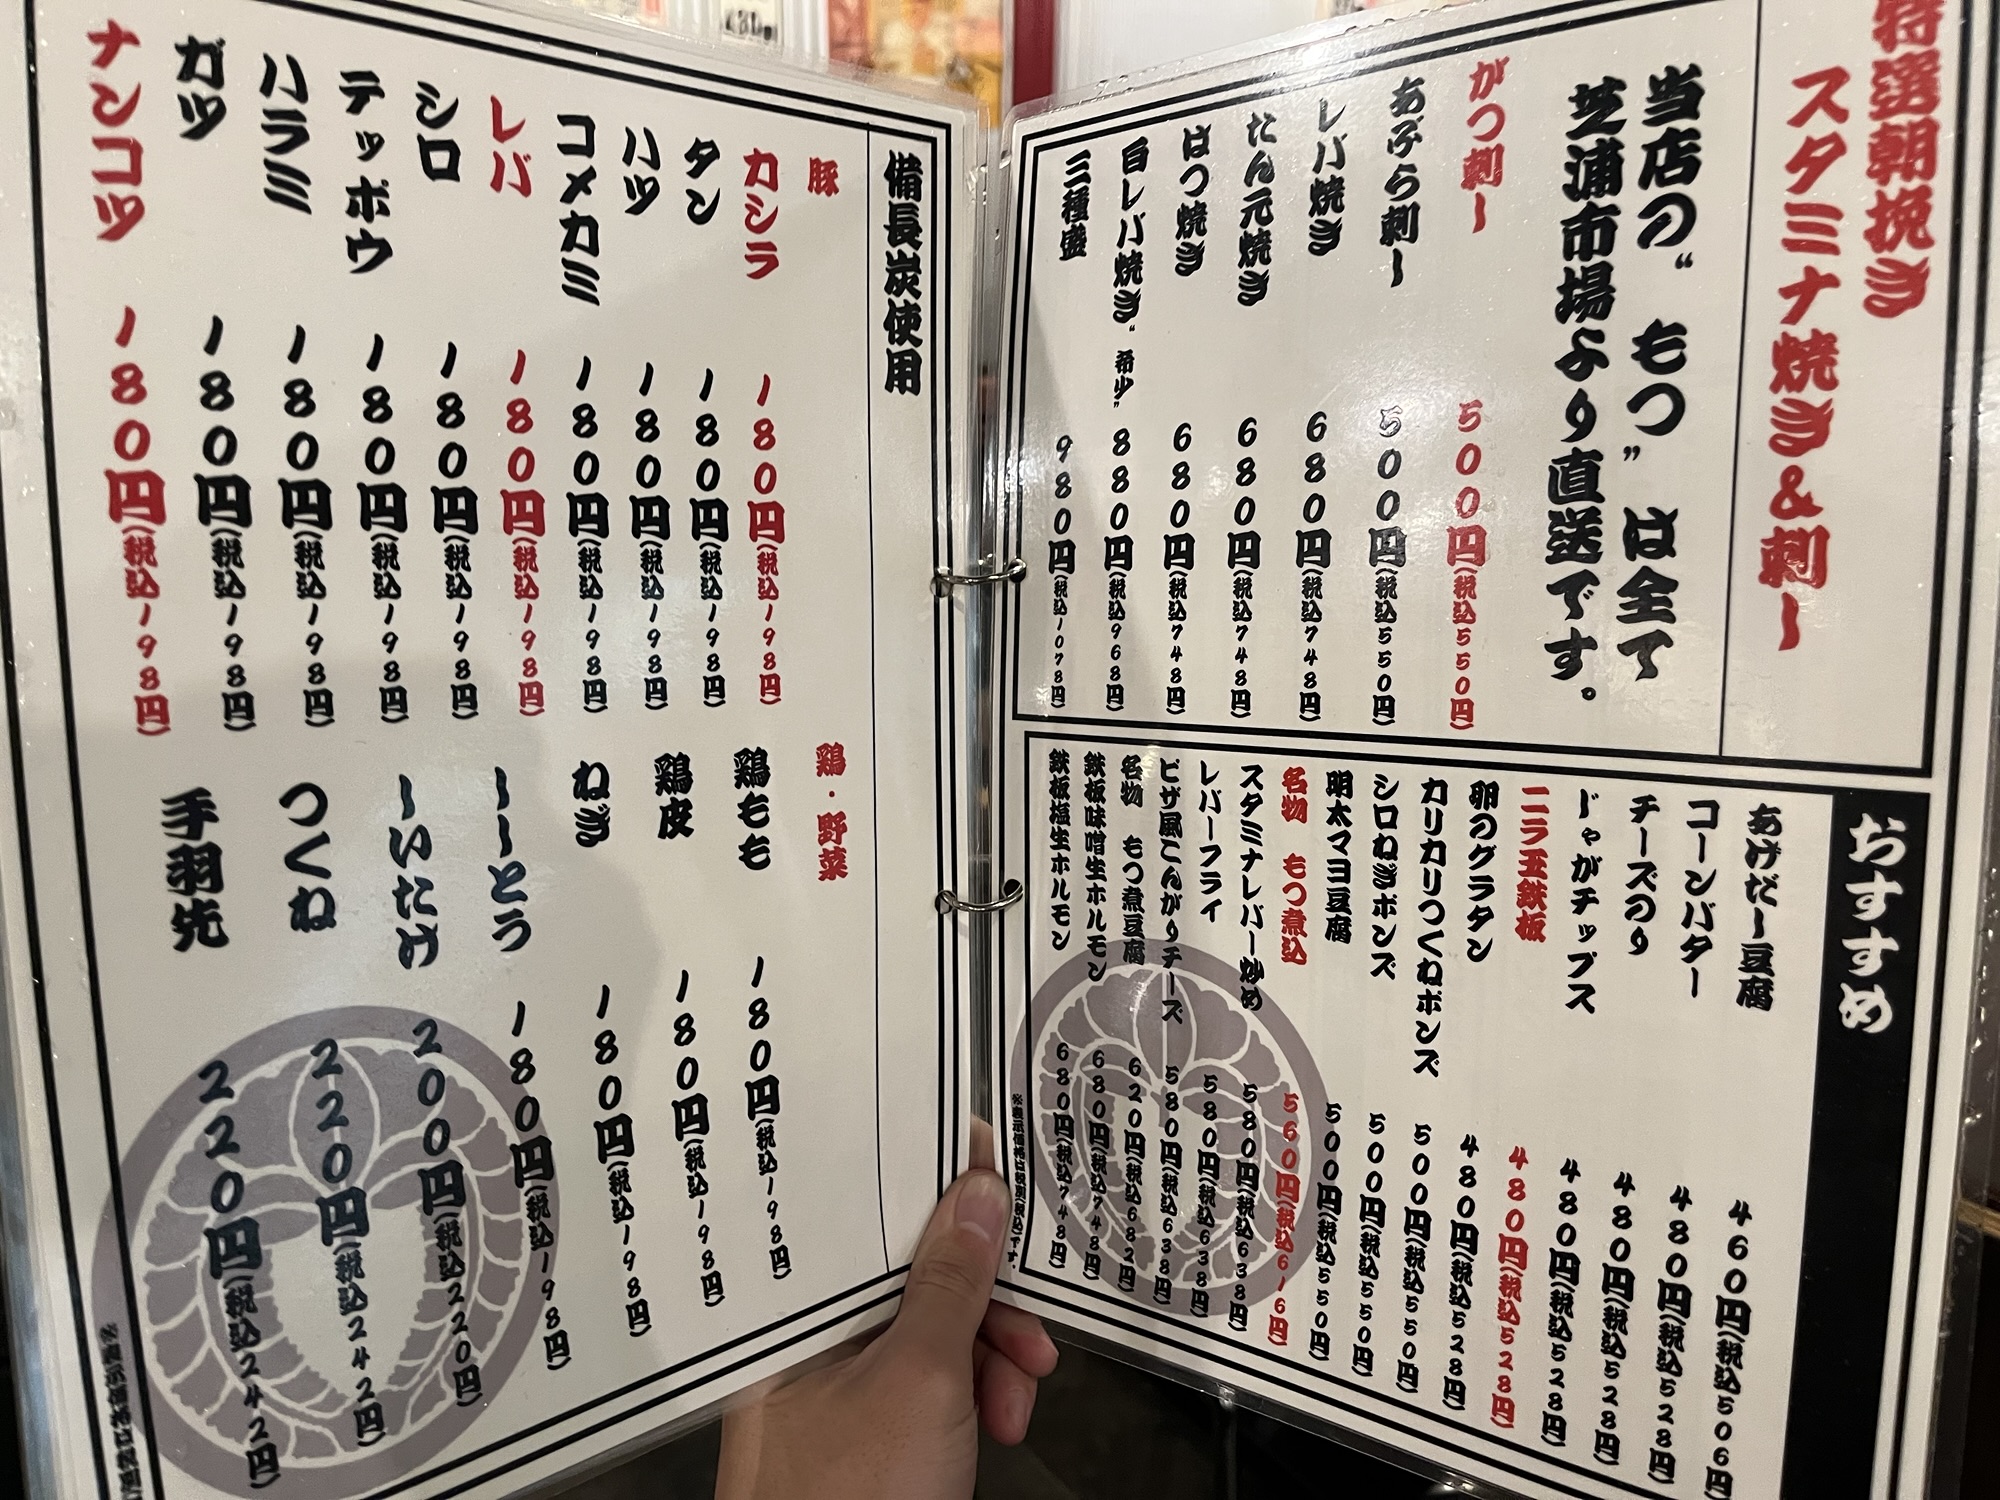 特選朝挽き
スタミナ焼き&刺し
当店の“もつ”は全て
芝浦市場より直送です。
がつ刺し 500円(税込550円)
あぶら刺し 500円(税込550円)
レバ焼き 680円(税込748円)
たん元焼き 680円(税込748円)
はつ焼き 680円(税込748円)
白レバ焼き“希少” 880円(税込968円)
三種盛 980円(税込1078円)
おすすめ
あげだし豆腐 460円(税込506円)
コーンバター 480円(税込528円)
チーズのり 480円(税込528円)
じゃがチップス 480円(税込528円)
ニラ玉鉄板 480円(税込528円)
卵のグラタン 480円(税込528円)
カリカリつくねポンズ 500円(税込550円)
シロねぎポンズ 500円(税込550円)
明太マヨ豆腐 500円(税込550円)
名物 もつ煮込 560円(税込616円)
スタミナレバー炒め 580円(税込638円)
レバーフライ 580円(税込638円)
ピザ風こんがりチーズ 580円(税込638円)
名物 もつ煮豆腐 620円(税込682円)
鉄板味噌生ホルモン 680円(税込748円)
鉄板塩生ホルモン 680円(税込748円)
※表示価格は税別税込です。
備長炭使用
豚
カシラ 180円(税込198円)
タン 180円(税込198円)
ハツ 180円(税込198円)
コメカミ 180円(税込198円)
レバ 180円(税込198円)
シロ 180円(税込198円)
テッポウ 180円(税込198円)
ハラミ 180円(税込198円)
ガツ 180円(税込198円)
ナンコツ 180円(税込198円)
鶏・野菜
鶏もも 180円(税込198円)
鶏皮 180円(税込198円)
ねぎ 180円(税込198円)
ししとう 180円(税込198円)
しいたけ 200円(税込220円)
つくね 220円(税込242円)
手羽先 220円(税込242円)
※表示価格は税別